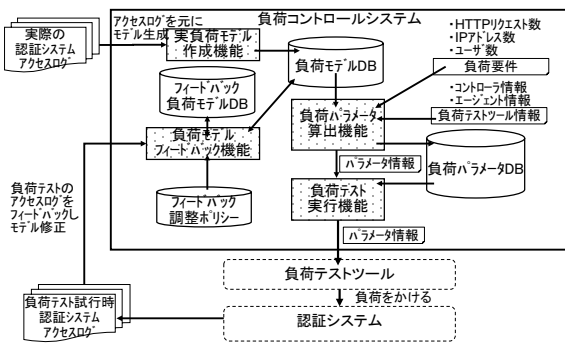 負荷コントロールシステム
実際の
認証システム
アクセスログ
アクセスログを元に
モデル生成
実負荷モデル
作成機能
負荷モデルDB
・HTTPリクエスト数
・IPアドレス数
・ユーザ数
負荷要件
フィードバック
負荷モデルDB
・コントローラ情報
・エージェント情報
負荷テストツール情報
負荷パラメータ
算出機能
負荷モデル
フィードバック機能
負荷パラメータDB
パラメータ情報
負荷テストの
アクセスログを
フィードバックし
モデル修正
フィードバック
調整ポリシー
負荷テスト
実行機能
パラメータ情報
負荷テストツール
負荷をかける
負荷テスト試行時
認証システム
アクセスログ
認証システム